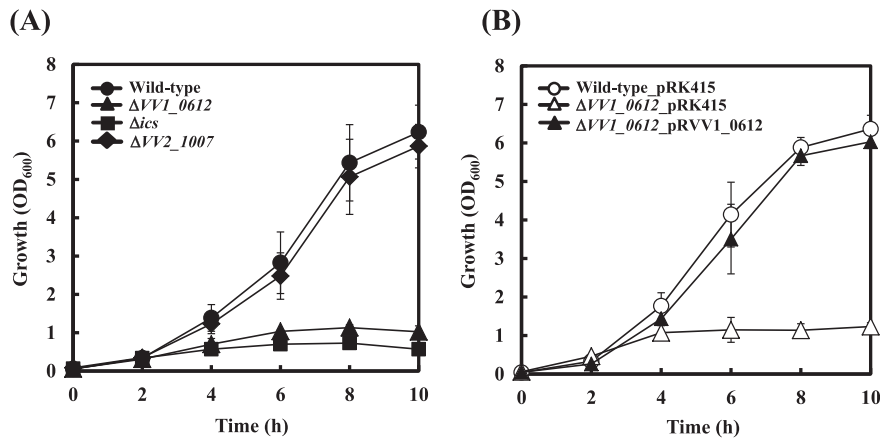 (A)
8
7
6
5
4
3
2
1
0
Growth (OD600)
Wild-type
ΔVV1_0612
Δics
ΔVV2_1007
0 2 4 6 8 10
Time (h)
(B)
8
7
6
5
4
3
2
1
0
Growth (OD600)
Wild-type_pRK415
ΔVV1_0612_pRK415
ΔVV1_0612_pRVV1_0612
0 2 4 6 8 10
Time (h)